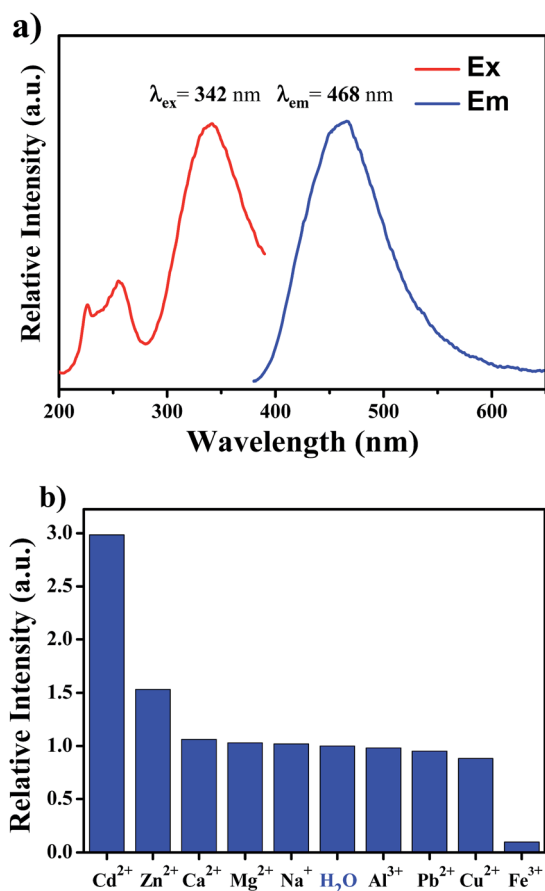 a)
λex= 342 nm λem= 468 nm
Ex
Em
Relative Intensity (a.u.)
200 300 400 500 600
Wavelength (nm)
b)
Relative Intensity (a.u.)
3.0
2.5
2.0
1.5
1.0
0.5
0.0
Cd²⁺ Zn²⁺ Ca²⁺ Mg²⁺ Na⁺ H₂O Al³⁺ Pb²⁺ Cu²⁺ Fe³⁺